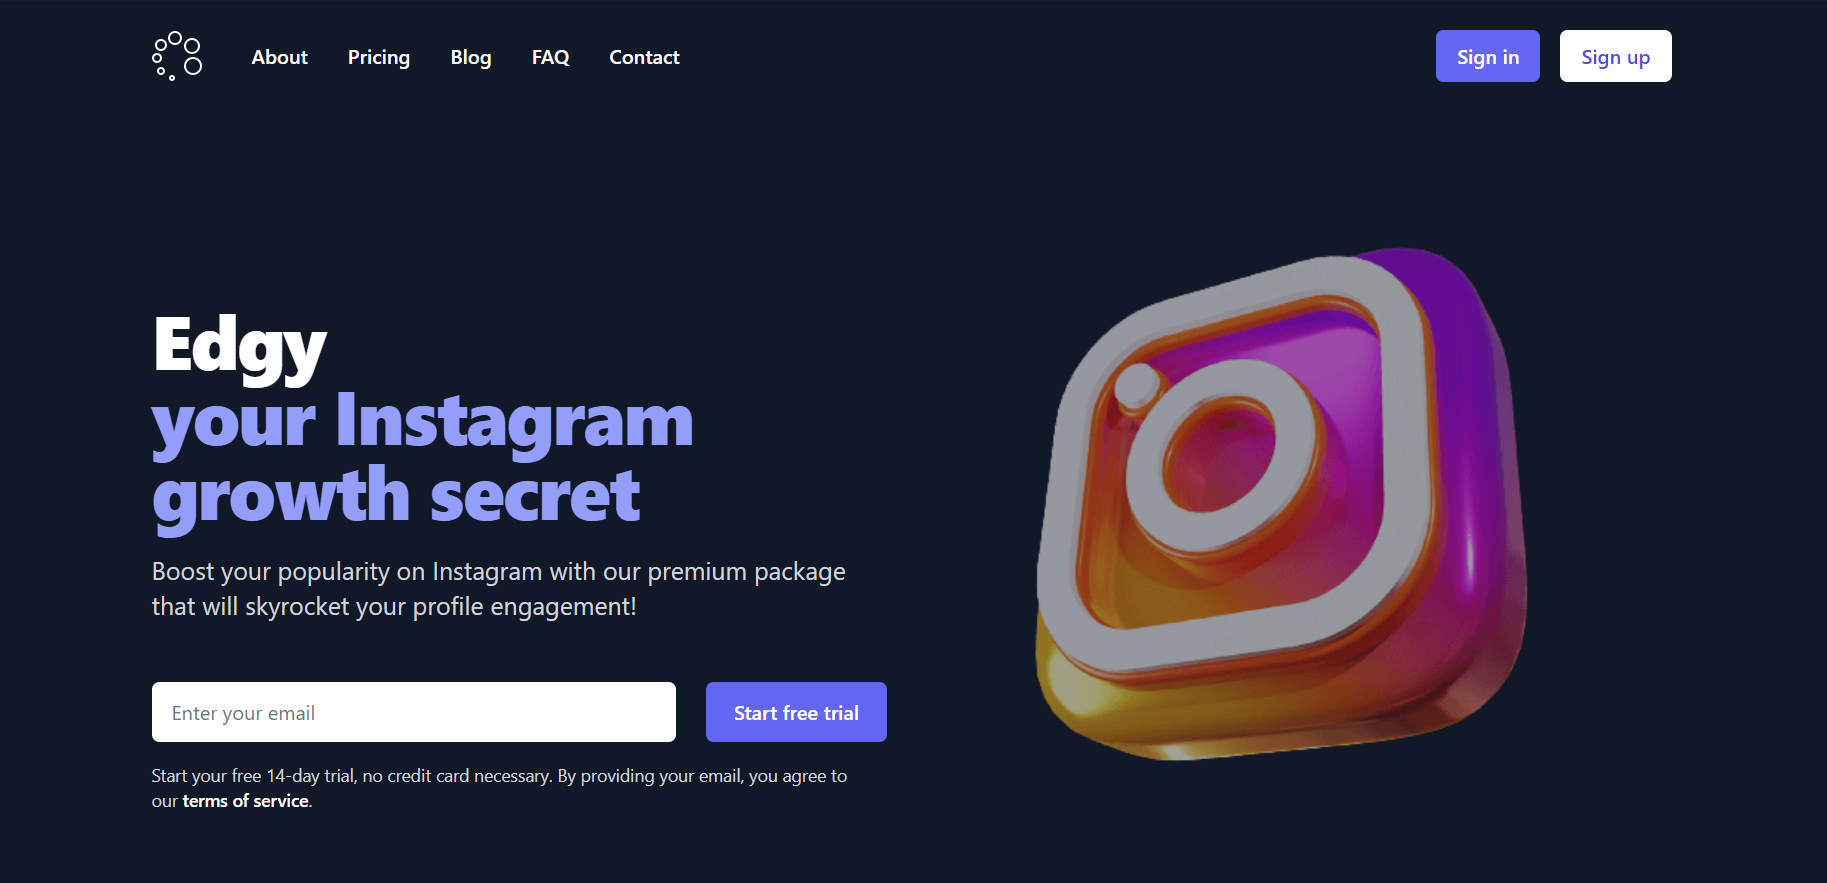 About Pricing Blog FAQ Contact Sign in Sign up
Edgy
your Instagram
growth secret
Boost your popularity on Instagram with our premium package
that will skyrocket your profile engagement!
Enter your email Start free trial
Start your free 14-day trial, no credit card necessary. By providing your email, you agree to
our terms of service.